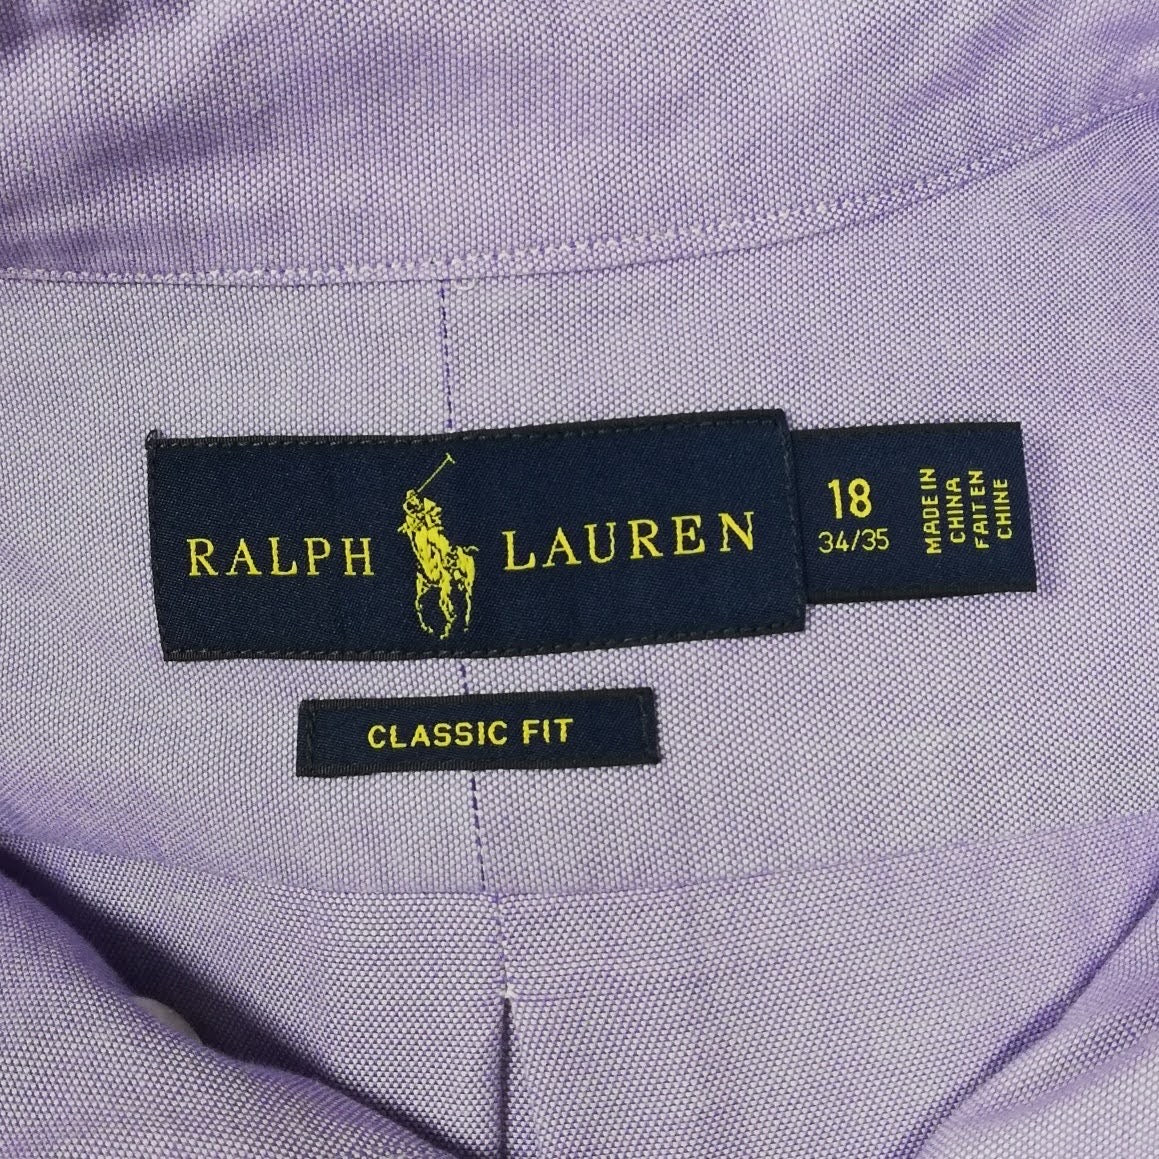 RALPH LAUREN
18
34/35
MADE IN
CHINA
FAIT EN
CHINE
CLASSIC FIT